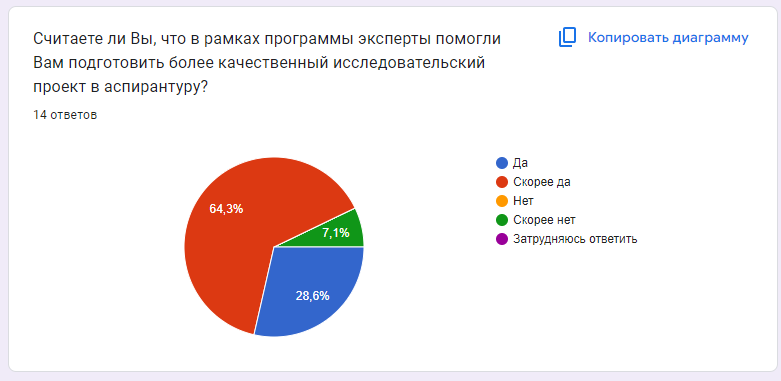 Считаете ли Вы, что в рамках программы эксперты помогли
Вам подготовить более качественный исследовательский
проект в аспирантуру?
Копировать диаграмму
14 ответов
64,3%
7,1%
28,6%
Да
Скорее да
Нет
Скорее нет
Затрудняюсь ответить